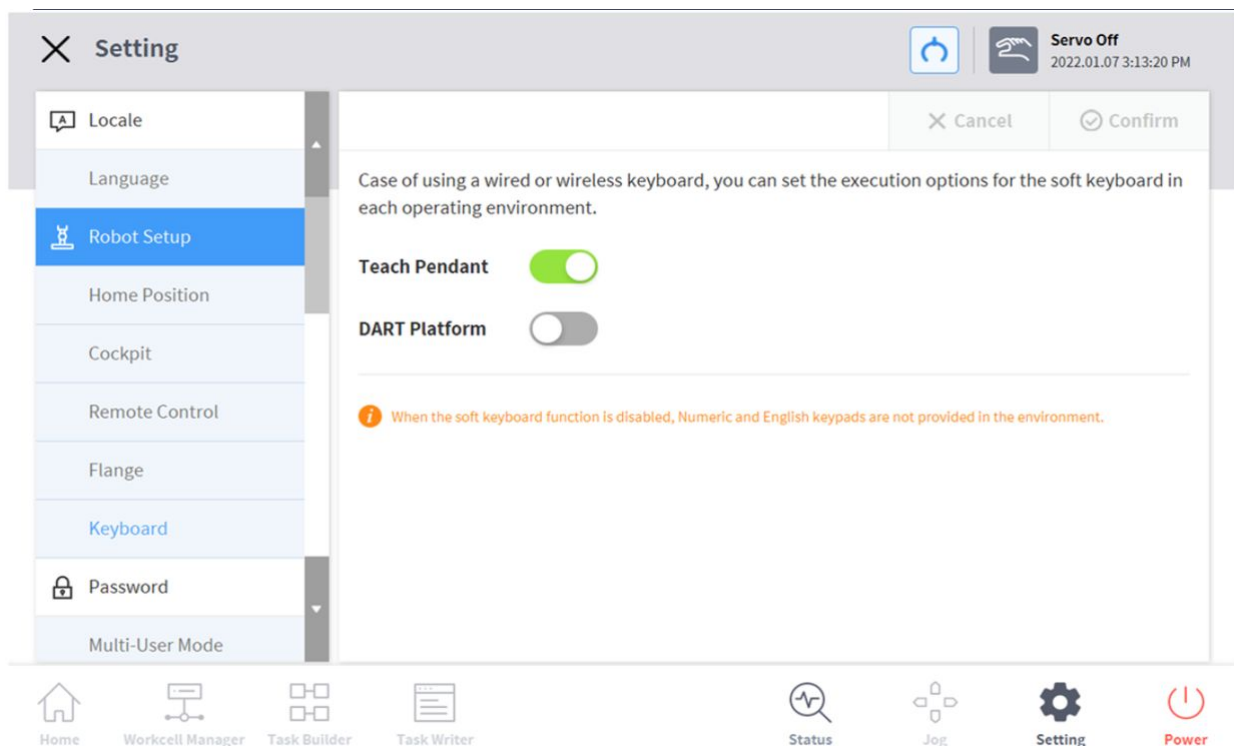 Setting
Servo Off
2022.01.07 3:13:20 PM
A
Locale
Language
Robot Setup
Home Position
Cockpit
Remote Control
Flange
Keyboard
Password
Multi-User Mode
Cancel
Confirm
Case of using a wired or wireless keyboard, you can set the execution options for the soft keyboard in
each operating environment.
Teach Pendant
DART Platform
i
When the soft keyboard function is disabled, Numeric and English keypads are not provided in the environment.
Home
Workcell Manager
Task Builder
Task Writer
Status
Jog
Setting
Power